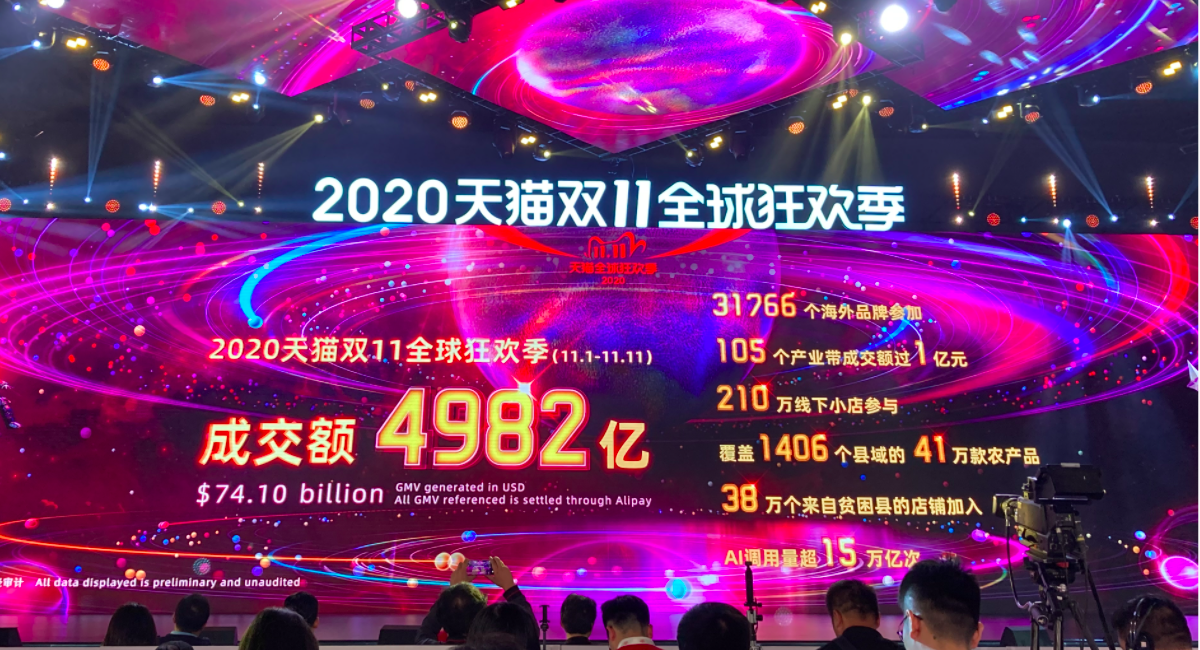 2020天猫双11全球狂欢季
11.11
天猫全球狂欢季
2020
2020天猫双11全球狂欢季(11.1-11.11)
成交额 4982 亿
$74.10 billion
GMV generated in USD
All GMV referenced is settled through Alipay
31766 个海外品牌参加
105 个产业带成交额过 1 亿元
210 万线下小店参与
覆盖 1406 个县域的 41 万款农产品
38 万个来自贫困县的店铺加入
AI调用量超 15 万亿次
审计 All data displayed is preliminary and unaudited